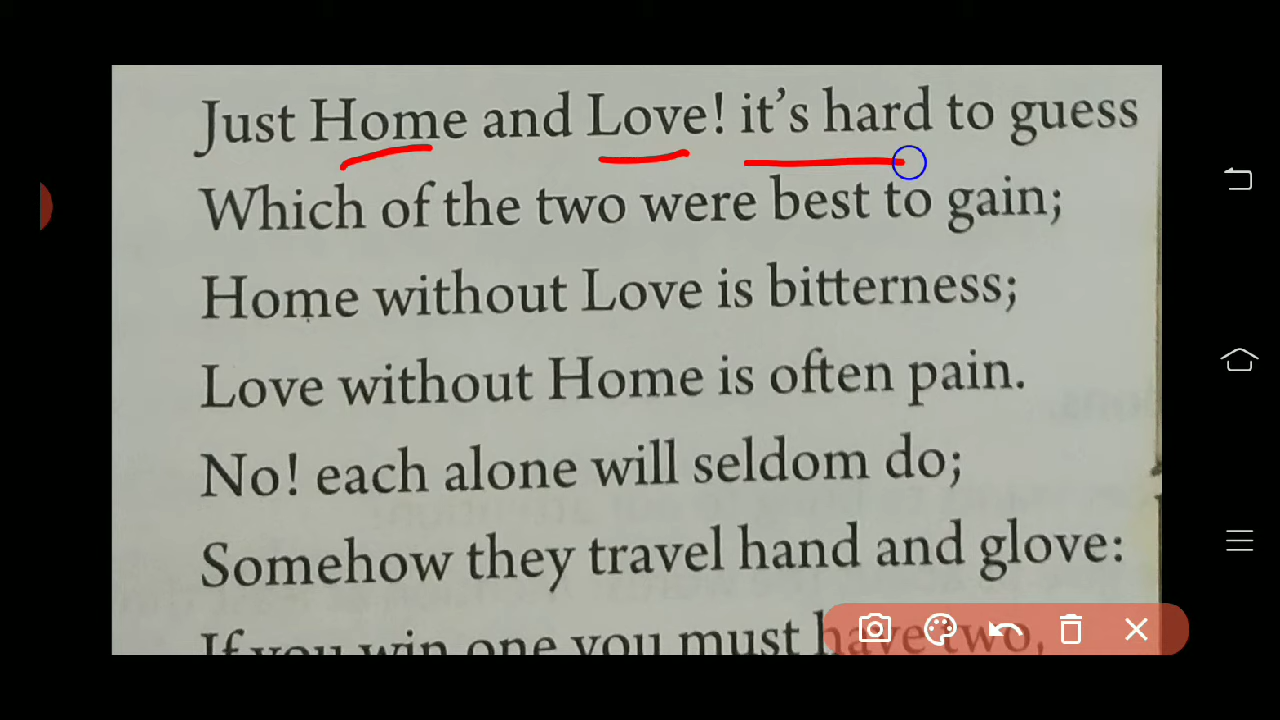 Just Home and Love! it's hard to guess
Which of the two were best to gain;
Home without Love is bitterness;
Love without Home is often pain.
No! each alone will seldom do;
Somehow they travel hand and glove:
If you win one you must have two,